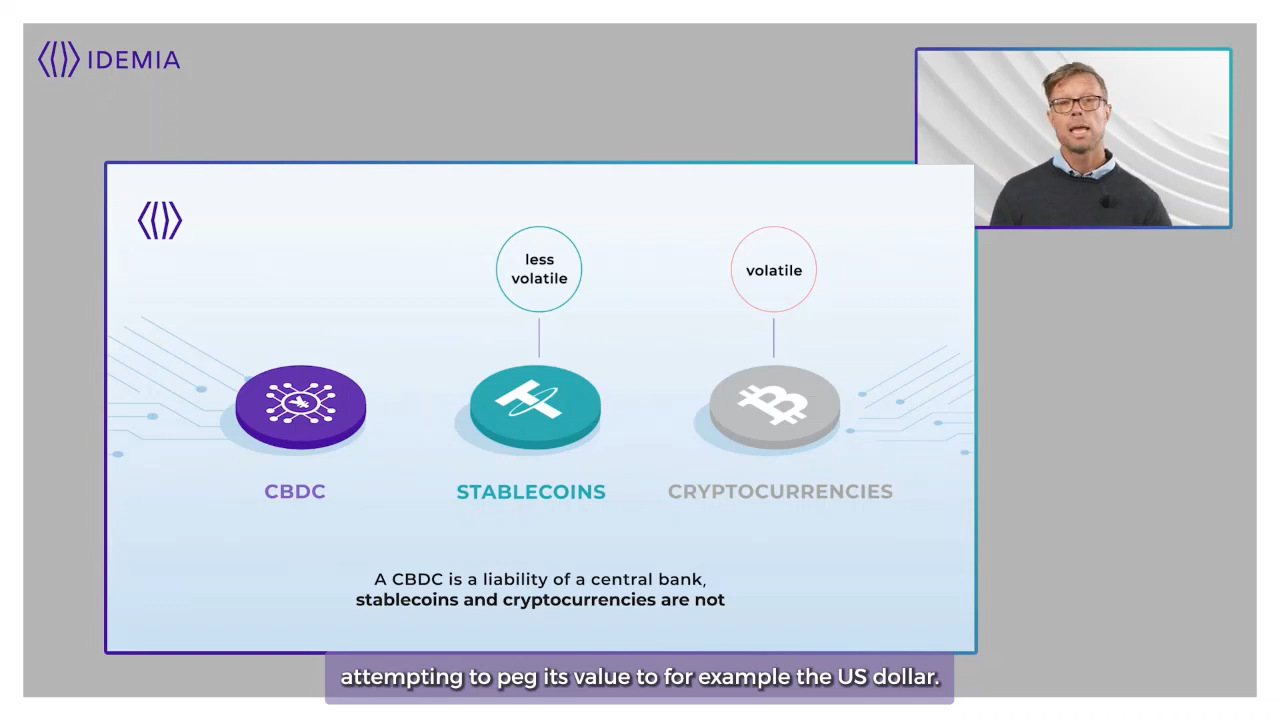 IDEMIA
less
volatile
volatile
CBDC
STABLECOINS
CRYPTOCURRENCIES
A CBDC is a liability of a central bank,
stablecoins and cryptocurrencies are not
attempting to peg its value to for example the US dollar.